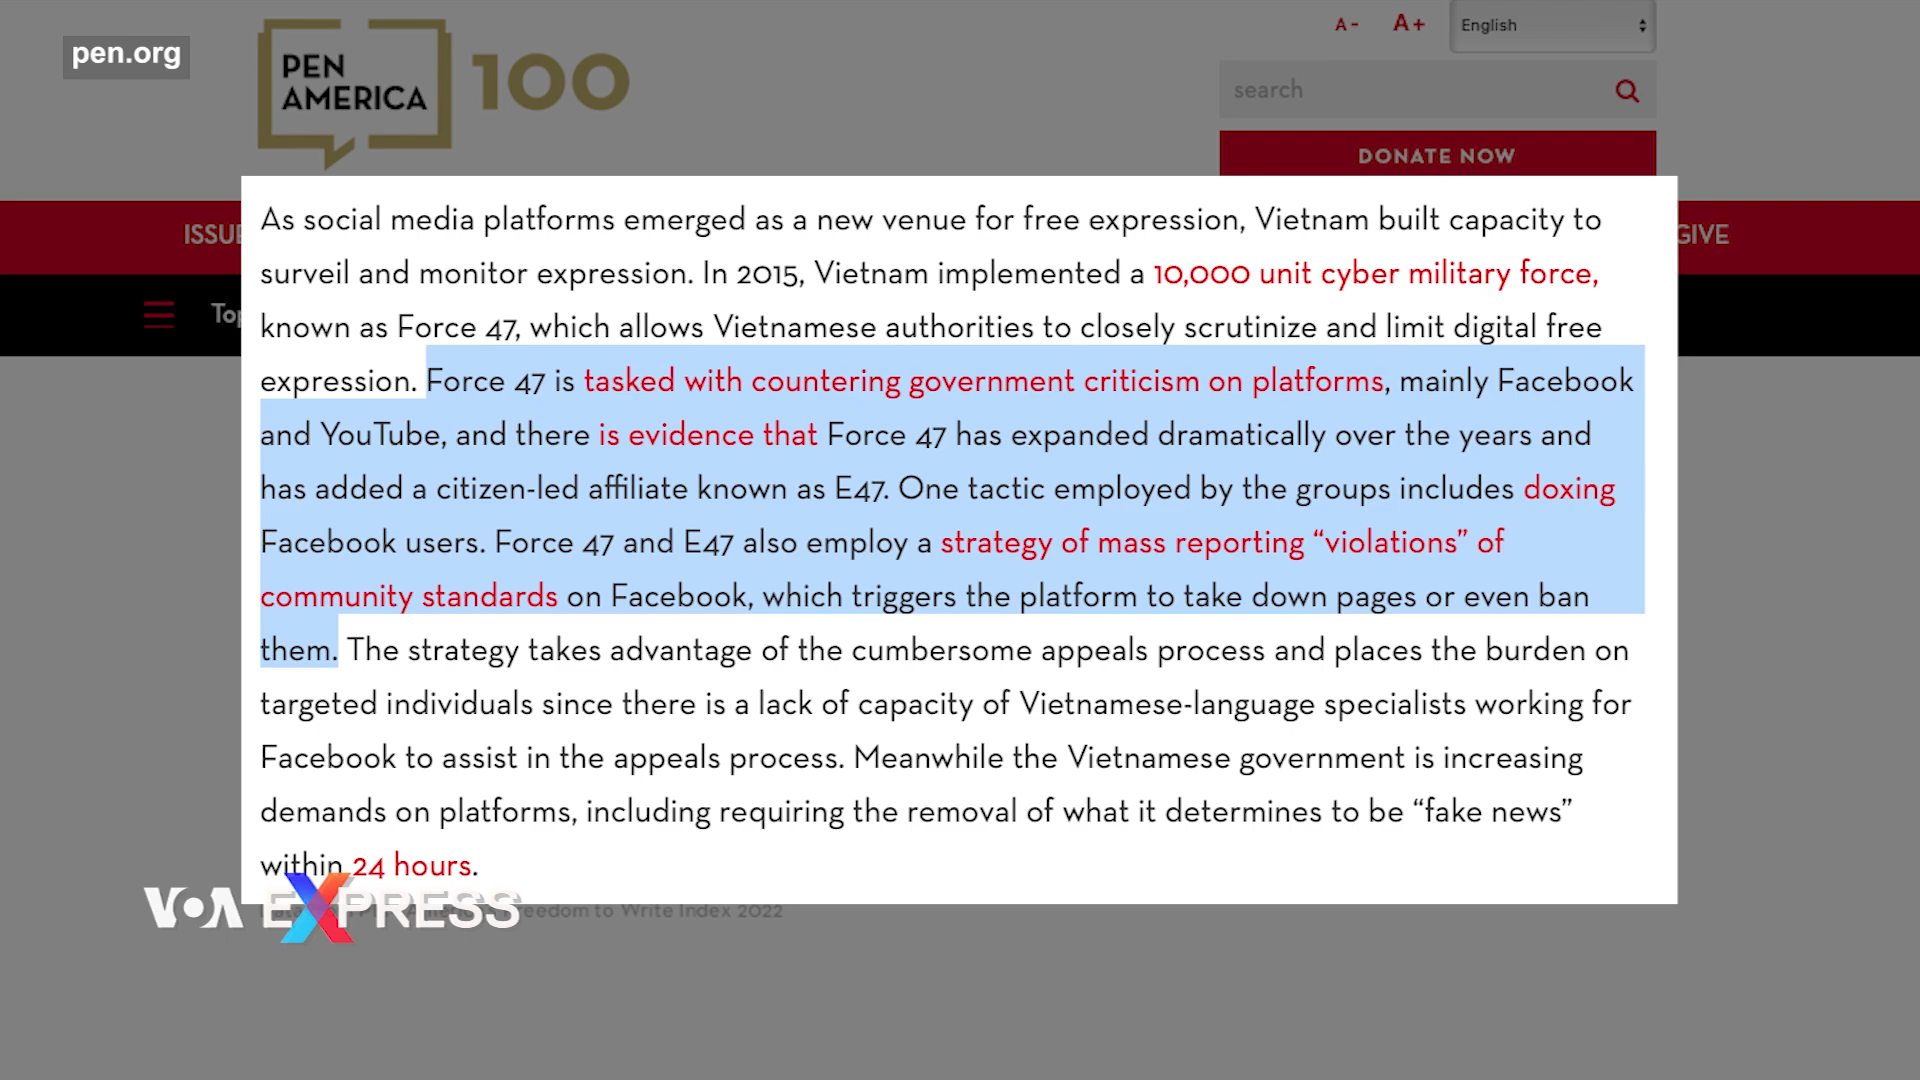 pen.org
PEN
AMERICA
100
A-
A+
English
search
DONATE NOW
ISSUE
GIVE
Top
As social media platforms emerged as a new venue for free expression, Vietnam built capacity to
surveil and monitor expression. In 2015, Vietnam implemented a 10,000 unit cyber military force,
known as Force 47, which allows Vietnamese authorities to closely scrutinize and limit digital free
expression. Force 47 is tasked with countering government criticism on platforms, mainly Facebook
and YouTube, and there is evidence that Force 47 has expanded dramatically over the years and
has added a citizen-led affiliate known as E47. One tactic employed by the groups includes doxing
Facebook users. Force 47 and E47 also employ a strategy of mass reporting “violations” of
community standards on Facebook, which triggers the platform to take down pages or even ban
them. The strategy takes advantage of the cumbersome appeals process and places the burden on
targeted individuals since there is a lack of capacity of Vietnamese-language specialists working for
Facebook to assist in the appeals process. Meanwhile the Vietnamese government is increasing
demands on platforms, including requiring the removal of what it determines to be “fake news”
within 24 hours.
VOA EXPRESS
Freedom to Write Index 2022